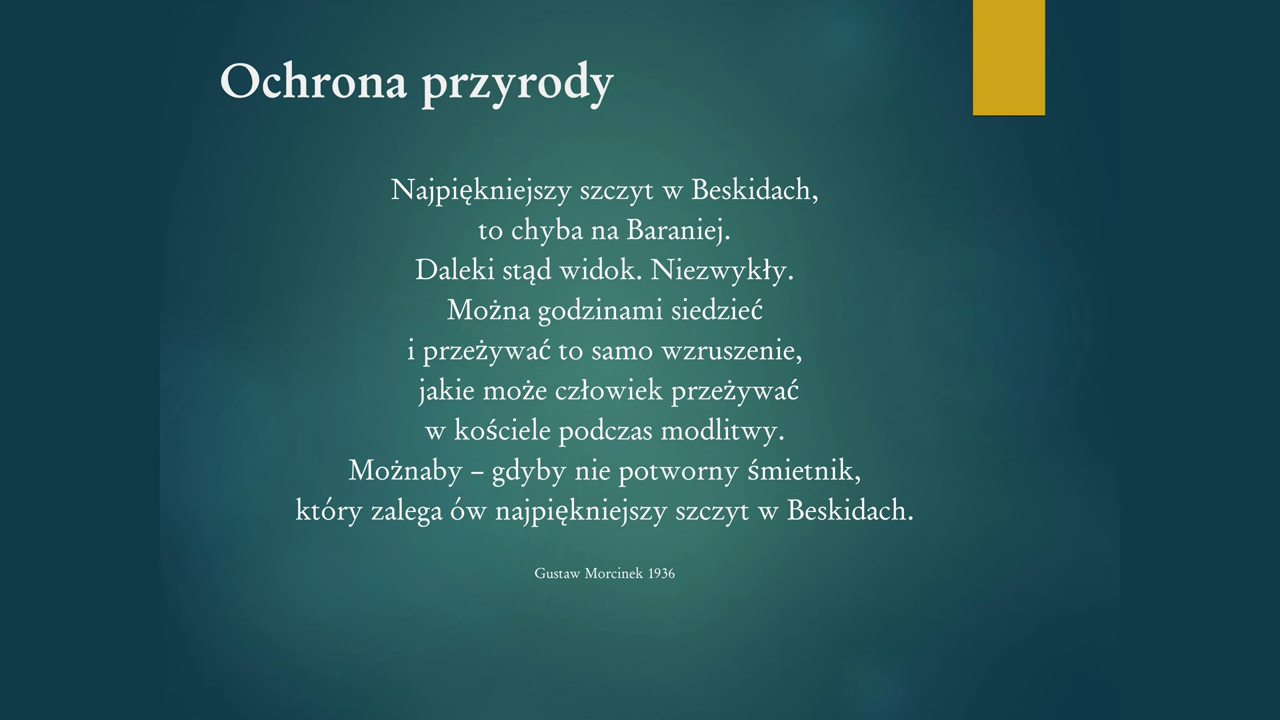 Ochrona przyrody
Najpiękniejszy szczyt w Beskidach,
to chyba na Baraniej.
Daleki stąd widok. Niezwykły.
Można godzinami siedzieć
i przeżywać to samo wzruszenie,
jakie może człowiek przeżywać
w kościele podczas modlitwy.
Możnaby – gdyby nie potworny śmietnik,
który zalega ów najpiękniejszy szczyt w Beskidach.
Gustaw Morcinek 1936